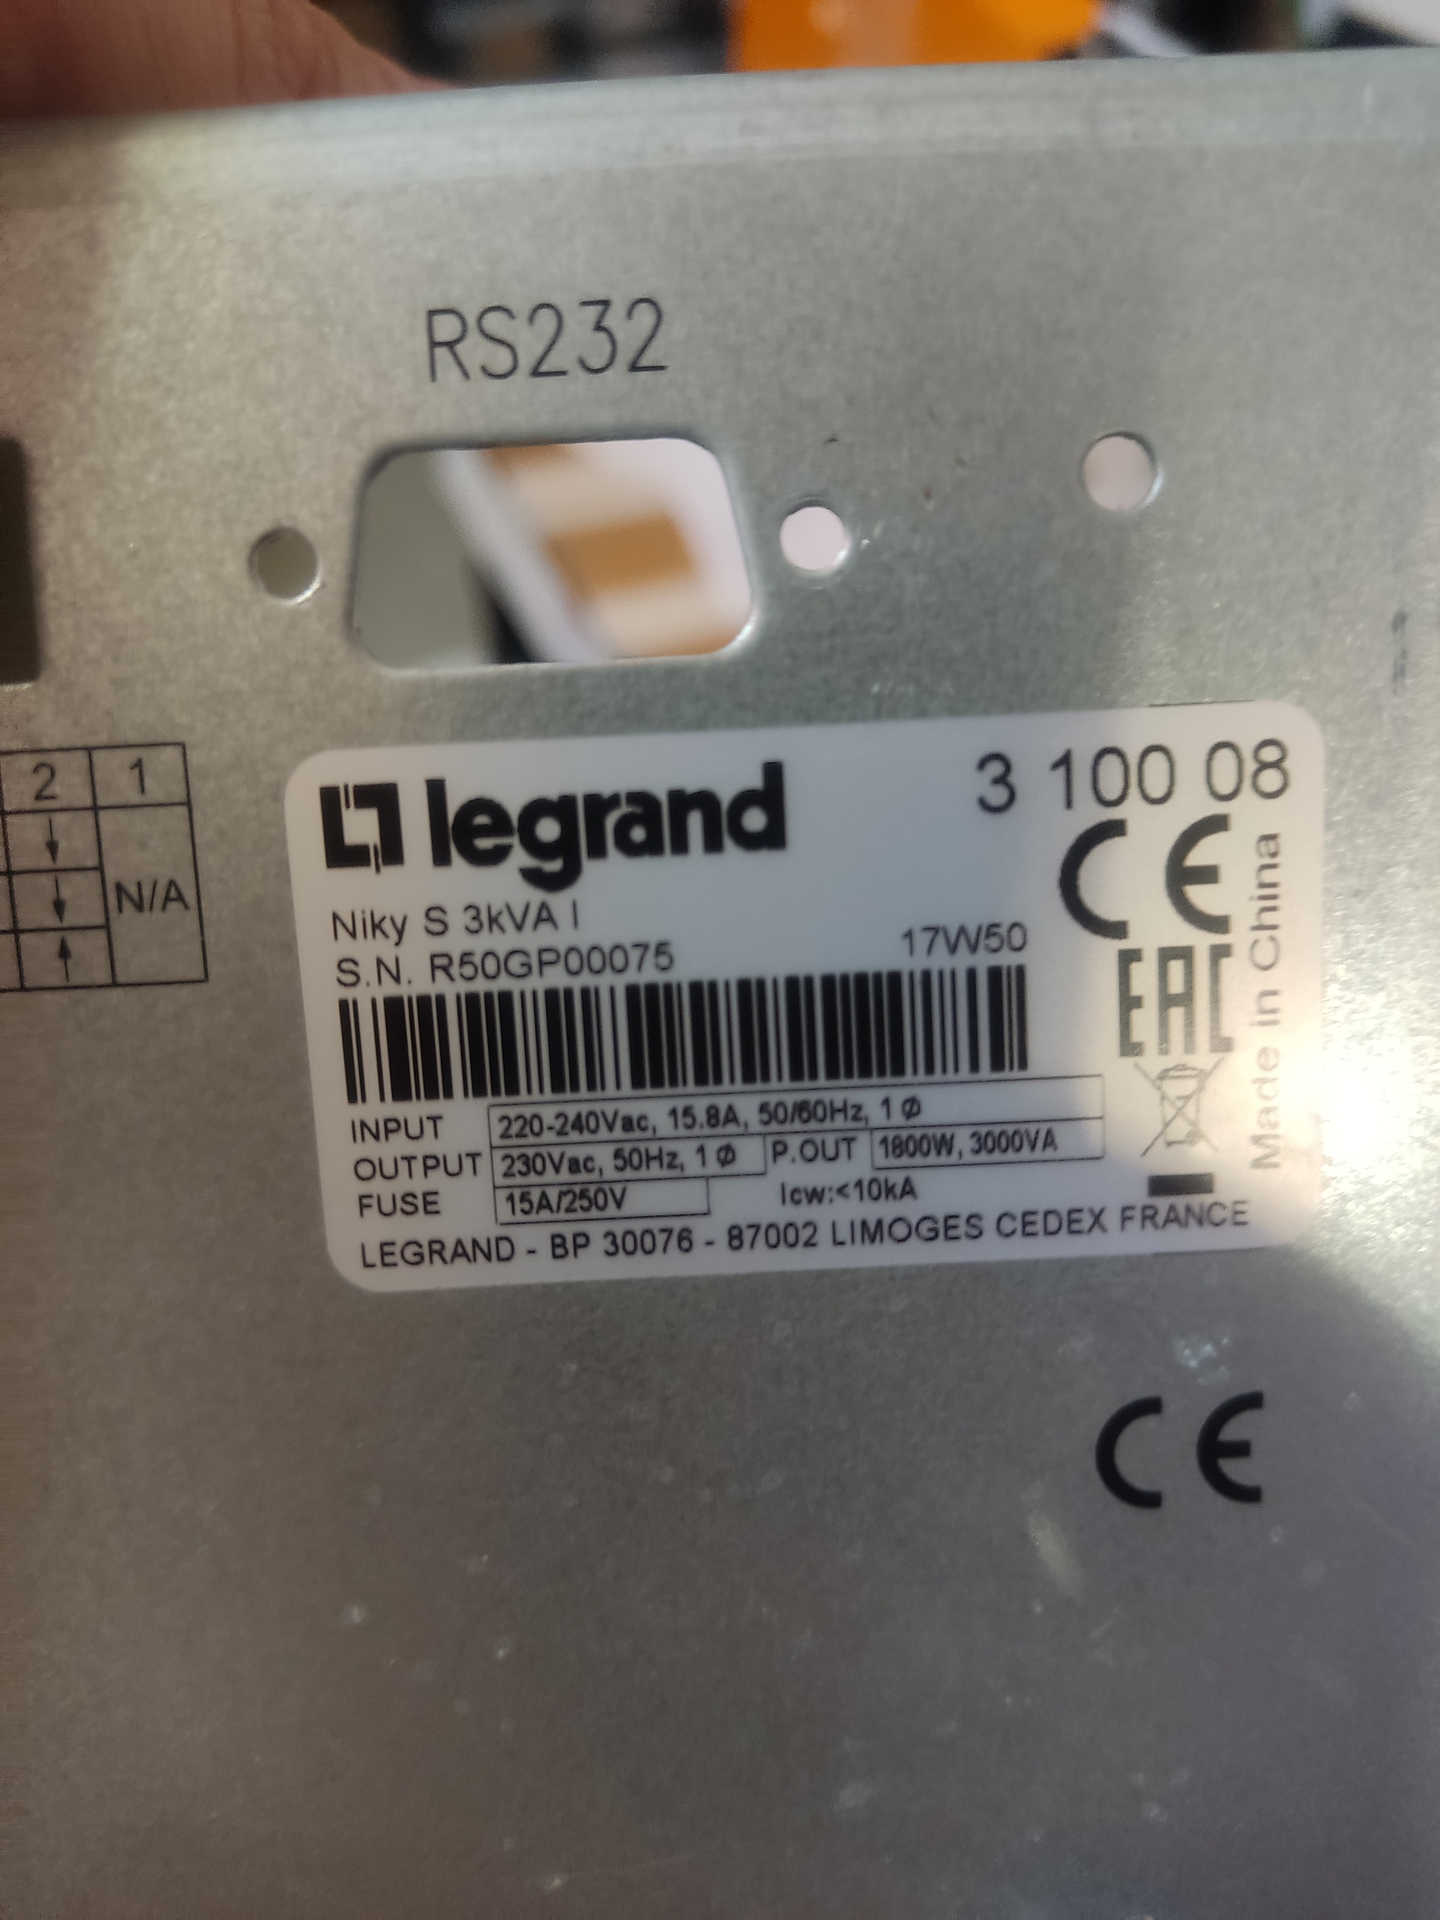 RS232
2 1
N/A
legrand 3 100 08
CE
Niky S 3kVA I
S.N. R50GP00075 17W50
EAC
Made in China
INPUT 220-240Vac, 15.8A, 50/60Hz, 1 Ø
OUTPUT 230Vac, 50Hz, 1 Ø P.OUT 1800W, 3000VA
FUSE 15A/250V Icw:<10kA
LEGRAND - BP 30076 - 87002 LIMOGES CEDEX FRANCE
CE